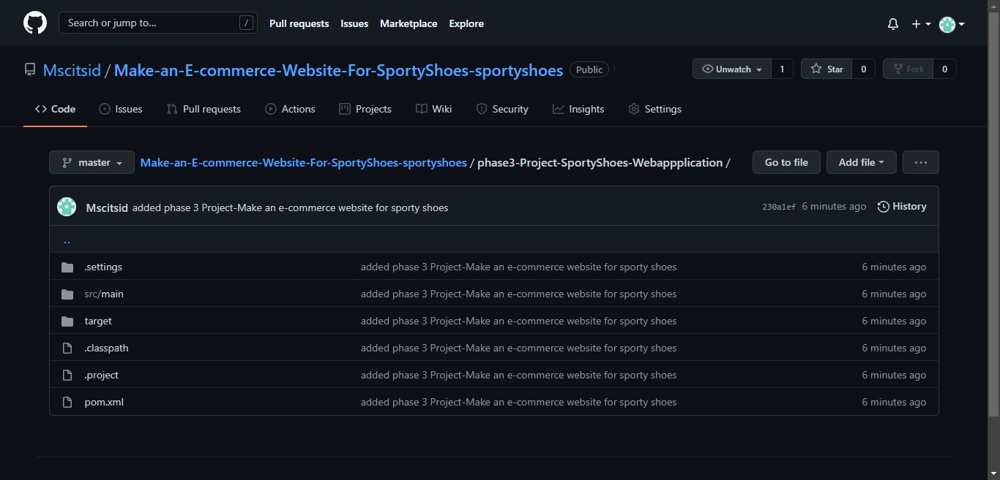 Search or jump to... / Pull requests Issues Marketplace Explore
Mscitsid / Make-an-E-commerce-Website-For-SportyShoes-sportyshoes Public Unwatch 1 Star 0 Fork 0
Code Issues Pull requests Actions Projects Wiki Security Insights Settings
master Make-an-E-commerce-Website-For-SportyShoes-sportyshoes / phase3-Project-SportyShoes-Webappplication / Go to file Add file ...
Mscitsid added phase 3 Project-Make an e-commerce website for sporty shoes 230a1ef 6 minutes ago History
..
.settings added phase 3 Project-Make an e-commerce website for sporty shoes 6 minutes ago
src/main added phase 3 Project-Make an e-commerce website for sporty shoes 6 minutes ago
target added phase 3 Project-Make an e-commerce website for sporty shoes 6 minutes ago
.classpath added phase 3 Project-Make an e-commerce website for sporty shoes 6 minutes ago
.project added phase 3 Project-Make an e-commerce website for sporty shoes 6 minutes ago
pom.xml added phase 3 Project-Make an e-commerce website for sporty shoes 6 minutes ago